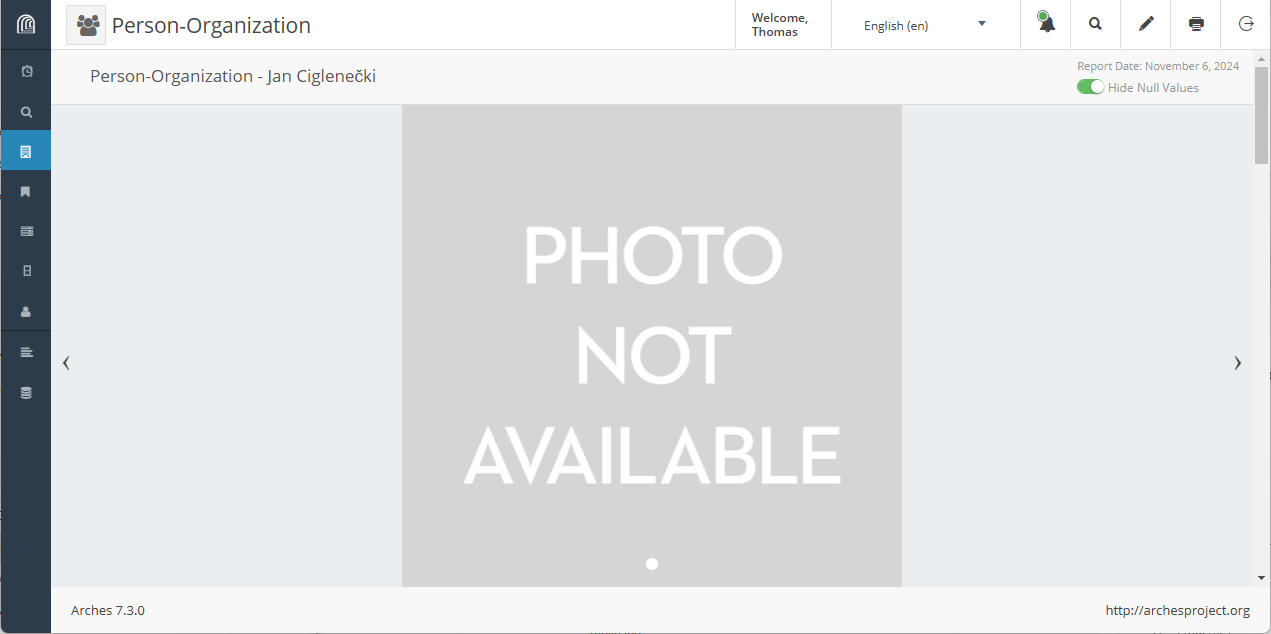 Person-Organization
Welcome,
Thomas
English (en)
Person-Organization - Jan Ciglenečki
Report Date: November 6, 2024
Hide Null Values
PHOTO
NOT
AVAILABLE
Arches 7.3.0
http://archesproject.org